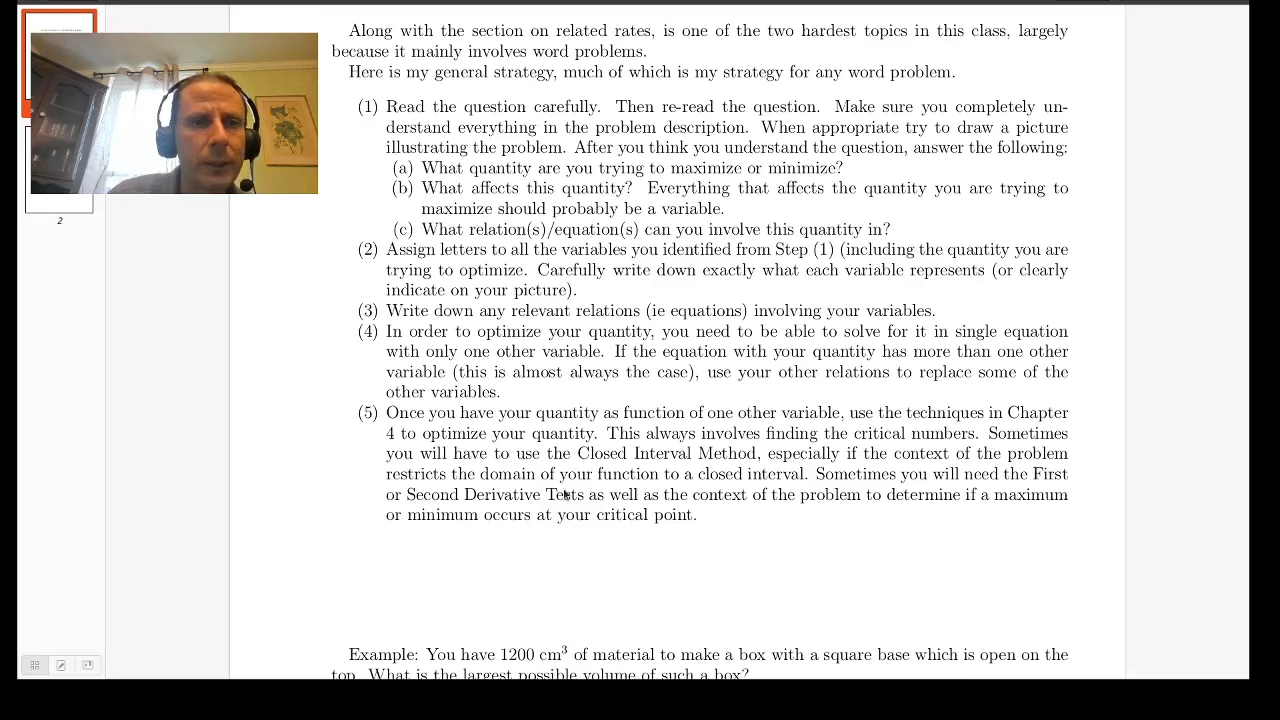 Along with the section on related rates, is one of the two hardest topics in this class, largely
because it mainly involves word problems.
Here is my general strategy, much of which is my strategy for any word problem.
(1) Read the question carefully. Then re-read the question. Make sure you completely un-
derstand everything in the problem description. When appropriate try to draw a picture
illustrating the problem. After you think you understand the question, answer the following:
(a) What quantity are you trying to maximize or minimize?
(b) What affects this quantity? Everything that affects the quantity you are trying to
maximize should probably be a variable.
(c) What relation(s)/equation(s) can you involve this quantity in?
(2) Assign letters to all the variables you identified from Step (1) (including the quantity you are
trying to optimize. Carefully write down exactly what each variable represents (or clearly
indicate on your picture).
(3) Write down any relevant relations (ie equations) involving your variables.
(4) In order to optimize your quantity, you need to be able to solve for it in single equation
with only one other variable. If the equation with your quantity has more than one other
variable (this is almost always the case), use your other relations to replace some of the
other variables.
(5) Once you have your quantity as function of one other variable, use the techniques in Chapter
4 to optimize your quantity. This always involves finding the critical numbers. Sometimes
you will have to use the Closed Interval Method, especially if the context of the problem
restricts the domain of your function to a closed interval. Sometimes you will need the First
or Second Derivative Tests as well as the context of the problem to determine if a maximum
or minimum occurs at your critical point.
Example: You have 1200 cm³ of material to make a box with a square base which is open on the
top. What is the largest possible volume of such a box?
2